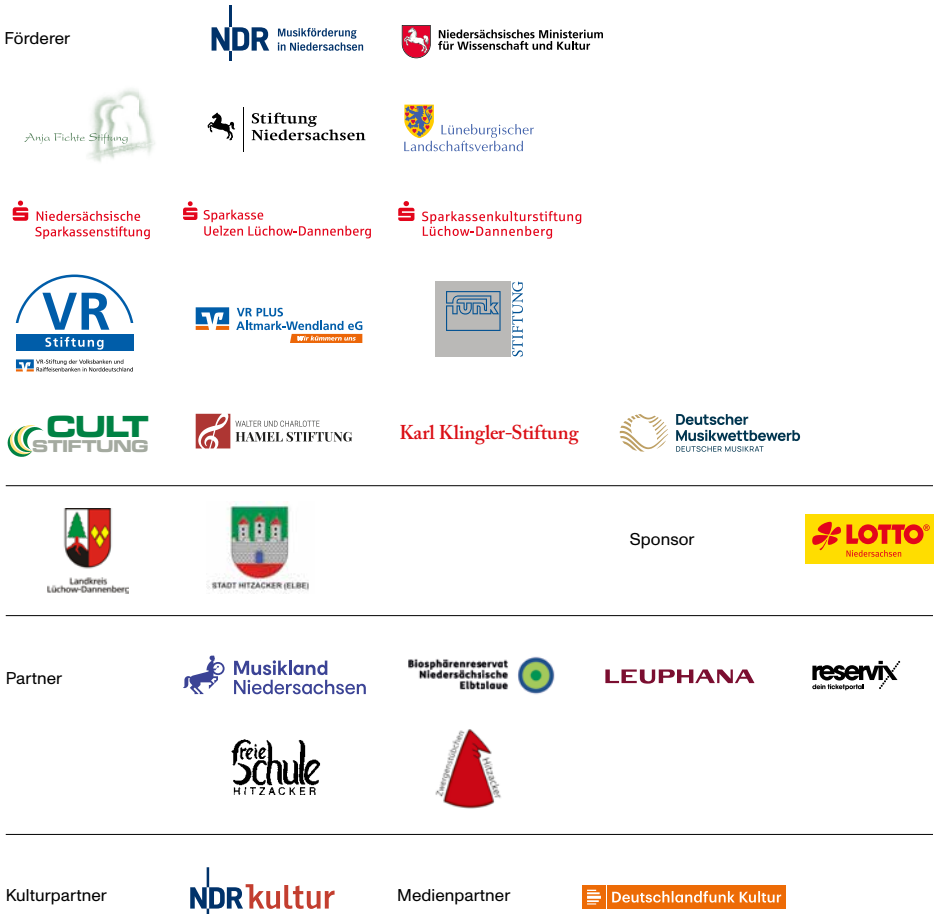 Förderer
NDR Musikförderung
in Niedersachsen
Niedersächsisches Ministerium
für Wissenschaft und Kultur
Anja Fichte Stiftung
Stiftung
Niedersachsen
Lüneburgischer
Landschaftsverband
Niedersächsische
Sparkassenstiftung
Sparkasse
Uelzen Lüchow-Dannenberg
Sparkassenkulturstiftung
Lüchow-Dannenberg
VR
Stiftung
VR-Stiftung der Volksbanken und
Raiffeisenbanken in Norddeutschland
VR PLUS
Altmark-Wendland eG
Wir kümmern uns
funk
STIFTUNG
CULT
STIFTUNG
WALTER UND CHARLOTTE
HAMEL STIFTUNG
Karl Klingler-Stiftung
Deutscher
Musikwettbewerb
DEUTSCHER MUSIKRAT
Landkreis
Lüchow-Dannenberg
STADT HITZACKER (ELBE)
Sponsor
LOTTO®
Niedersachsen
Partner
Musikland
Niedersachsen
Biosphärenreservat
Niedersächsische
Elbtalaue
LEUPHANA
reservix
dein ticketportal
freie
Schule
HITZACKER
Zwergenstübchen
Hitzacker
Kulturpartner
NDR kultur
Medienpartner
Deutschlandfunk Kultur